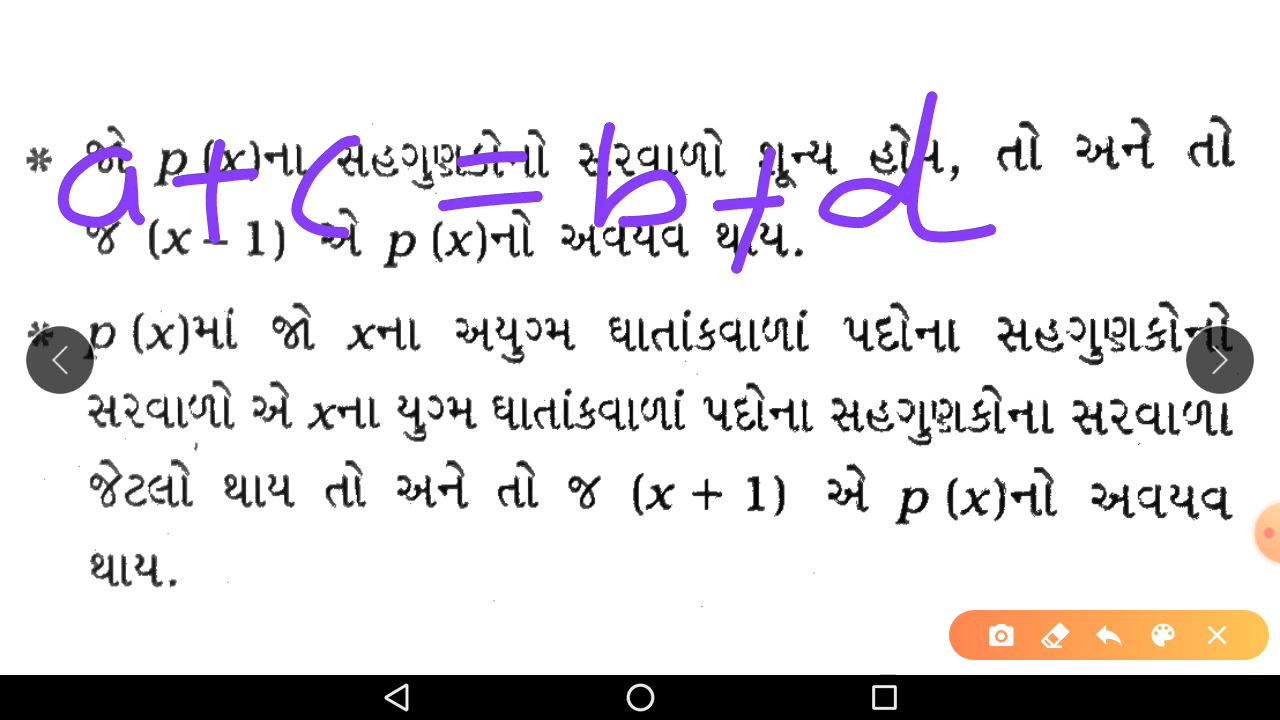 * જો p (x)ના સહગુણકોનો સરવાળો શૂન્ય હોય, તો અને તો
a + c = b + d
જ (x – 1) એ p (x)નો અવયવ થાય.
* p (x)માં જો xના અયુગ્મ ઘાતાંકવાળાં પદોના સહગુણકોનો
સરવાળો એ xના યુગ્મ ઘાતાંકવાળાં પદોના સહગુણકોના સરવાળા
જેટલો થાય તો અને તો જ (x + 1) એ p (x)નો અવયવ
થાય.